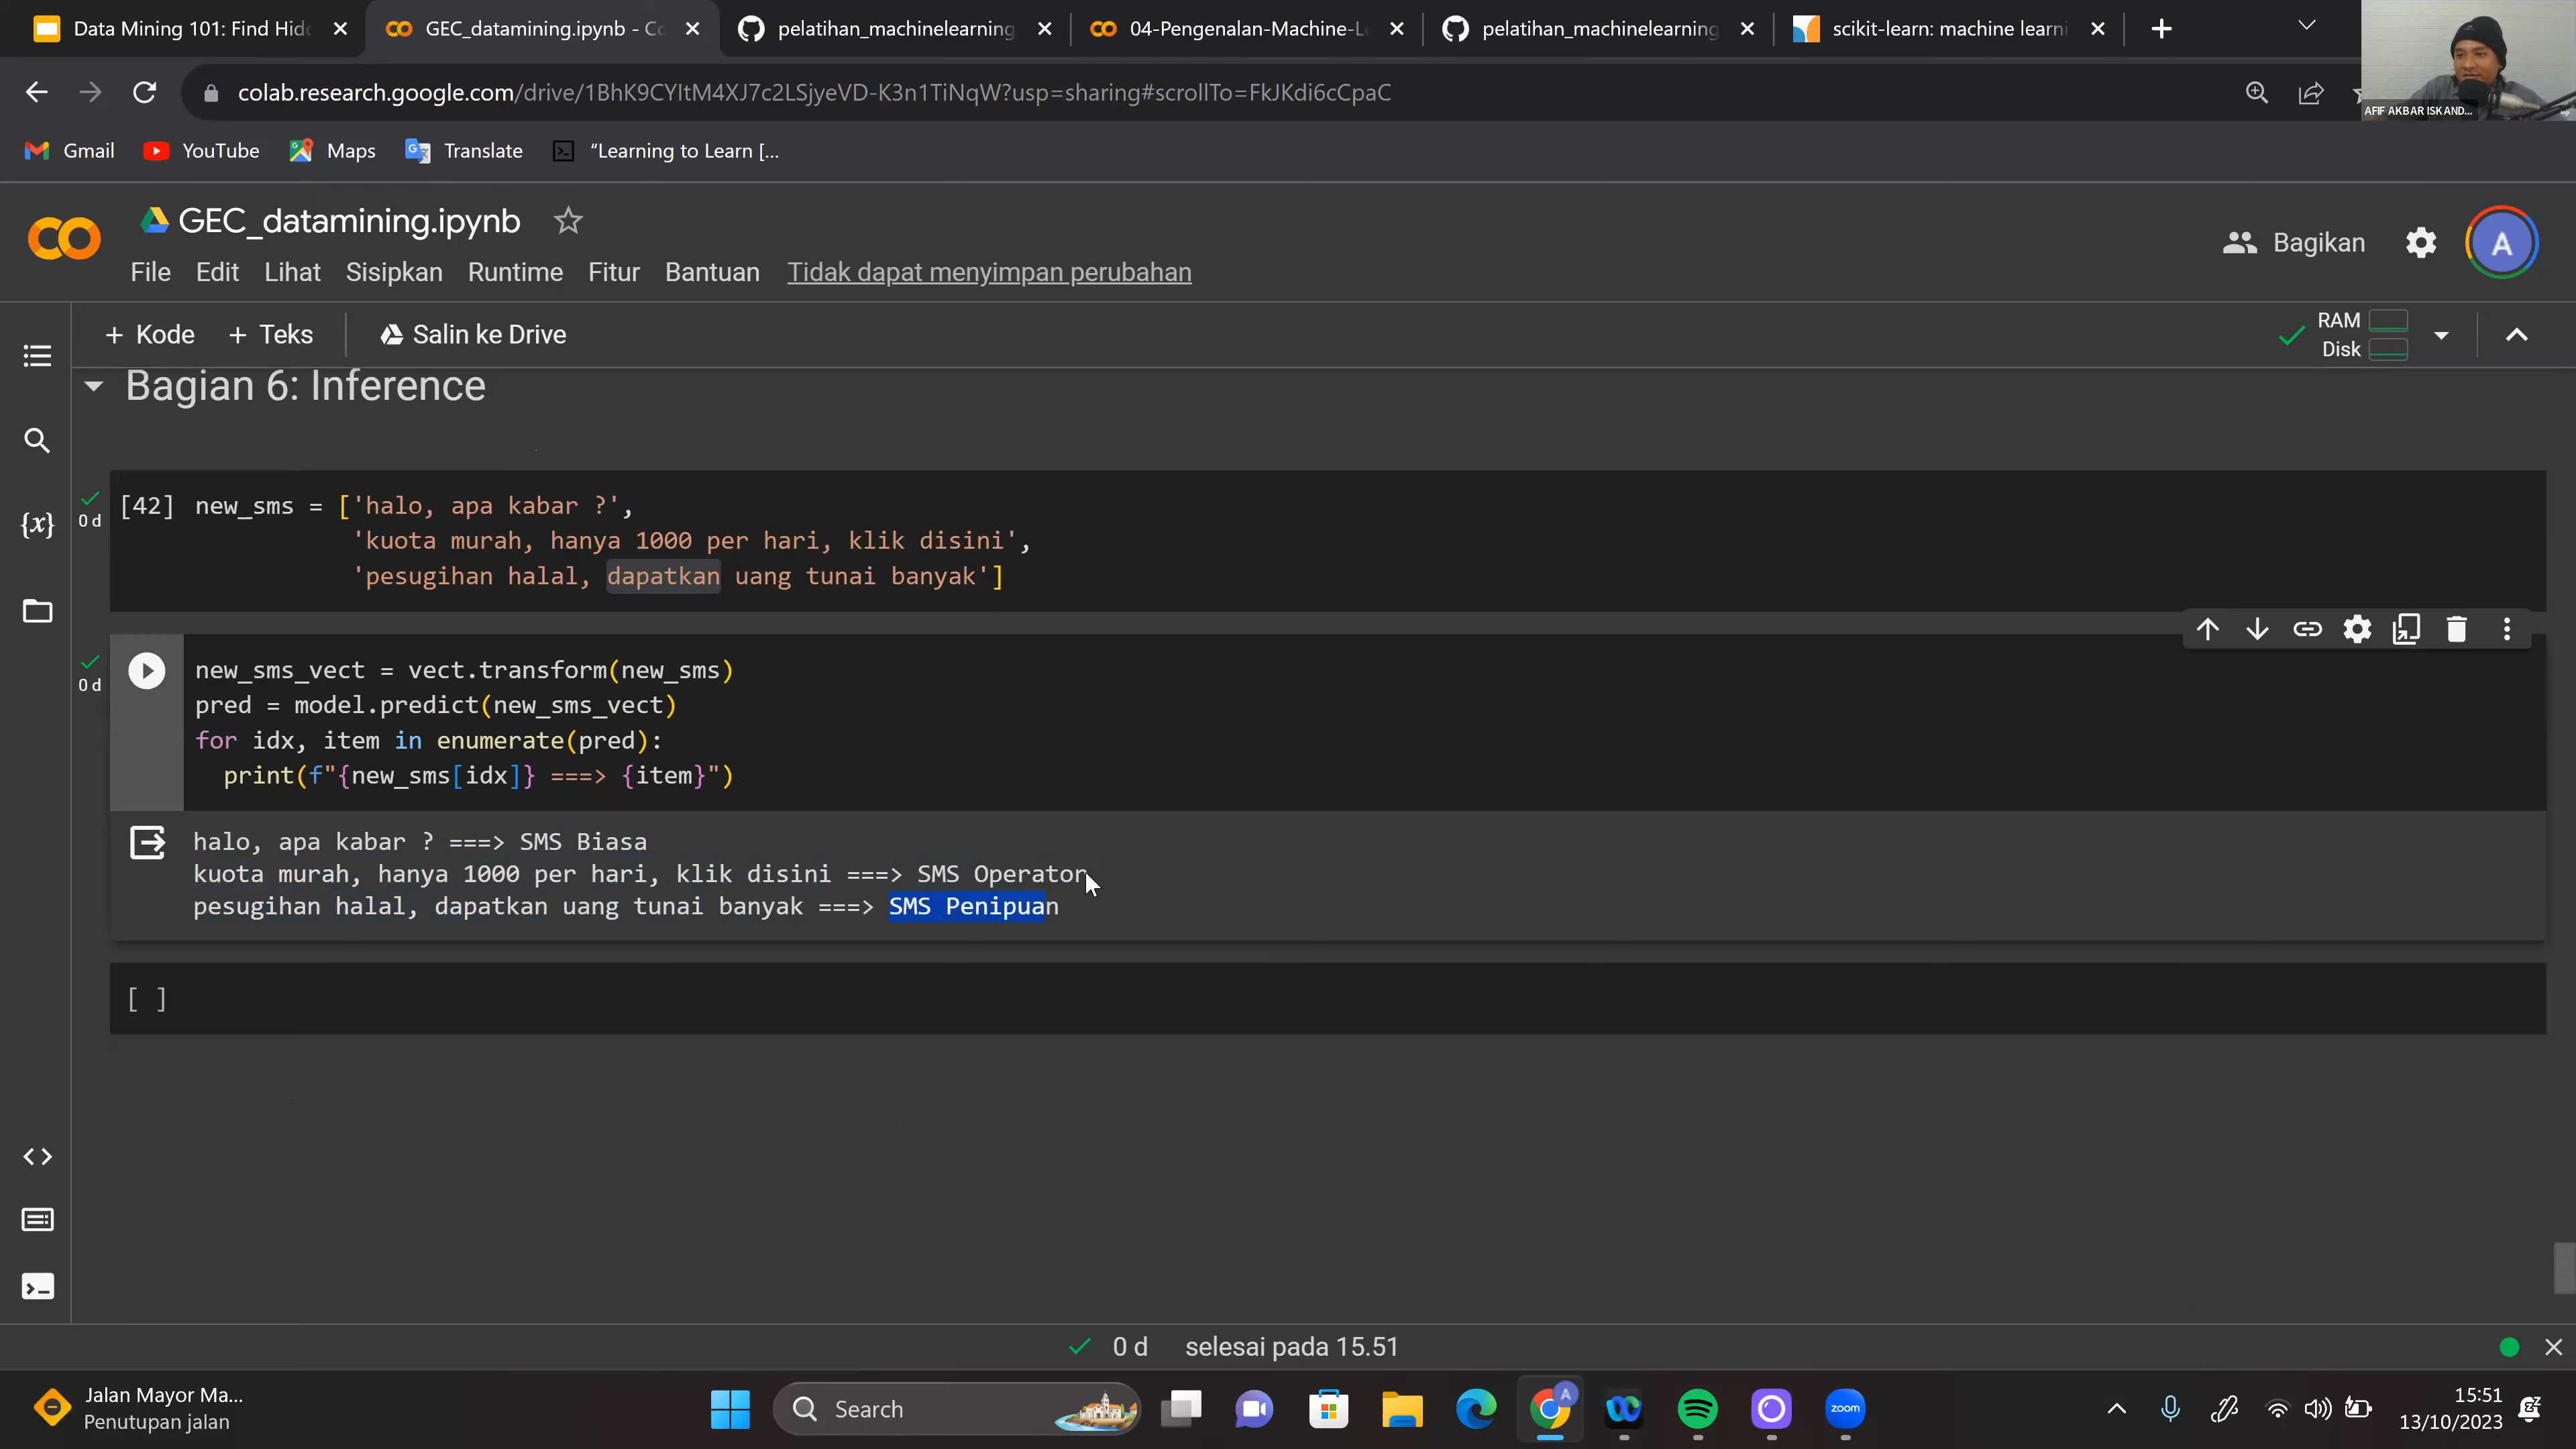 Data Mining 101: Find Hid
GEC_datamining.ipynb - Co
pelatihan_machinelearning
04-Pengenalan-Machine-L
pelatihan_machinelearning
scikit-learn: machine learni
colab.research.google.com/drive/1BhK9CYItM4XJ7c2LSjyeVD-K3n1TiNqW?usp=sharing#scrollTo=FkJKdi6cCpaC
AFIF AKBAR ISKAND...
Gmail
YouTube
Maps
Translate
“Learning to Learn [...
GEC_datamining.ipynb
Bagikan
A
File Edit Lihat Sisipkan Runtime Fitur Bantuan Tidak dapat menyimpan perubahan
+ Kode + Teks Salin ke Drive
RAM
Disk
Bagian 6: Inference
{x}
0 d
[42] new_sms = ['halo, apa kabar ?',
'kuota murah, hanya 1000 per hari, klik disini',
'pesugihan halal, dapatkan uang tunai banyak']
0 d
new_sms_vect = vect.transform(new_sms)
pred = model.predict(new_sms_vect)
for idx, item in enumerate(pred):
print(f"{new_sms[idx]} ===> {item}")
halo, apa kabar ? ===> SMS Biasa
kuota murah, hanya 1000 per hari, klik disini ===> SMS Operator
pesugihan halal, dapatkan uang tunai banyak ===> SMS Penipuan
[ ]
0 d selesai pada 15.51
Jalan Mayor Ma...
Penutupan jalan
Search
A
zoom
15:51
13/10/2023